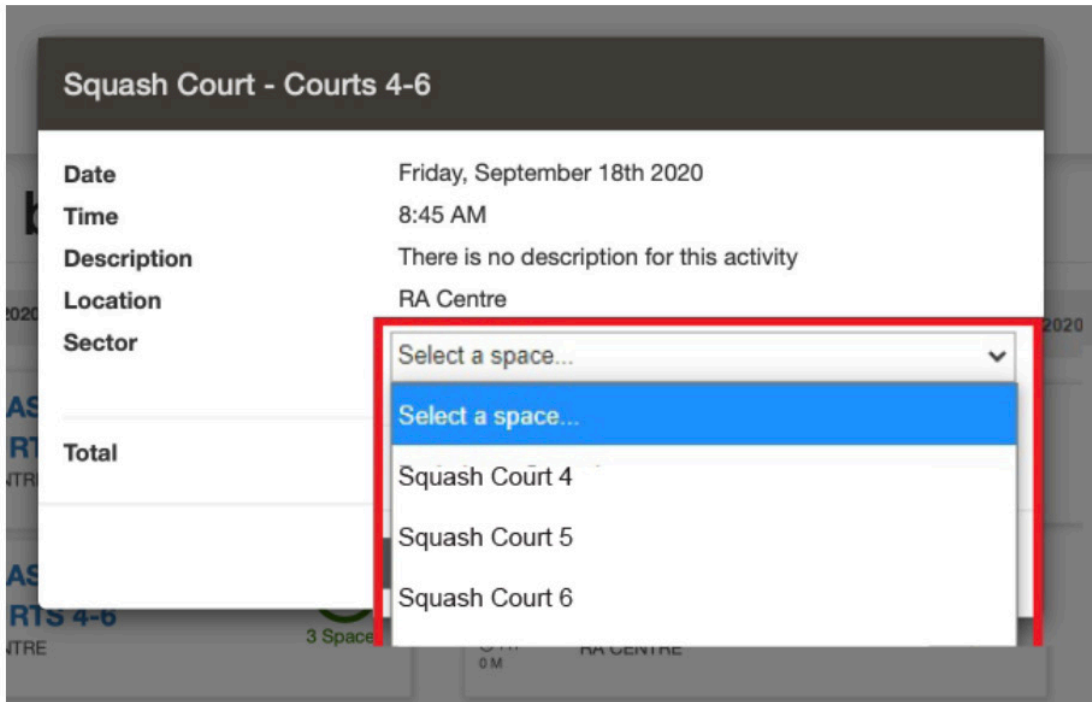 Squash Court - Courts 4-6
Date Friday, September 18th 2020
Time 8:45 AM
Description There is no description for this activity
Location RA Centre
Sector Select a space...
Select a space...
Total
Squash Court 4
Squash Court 5
Squash Court 6
RTS 4-6
3 Space
RA CENTRE
0 M
2020